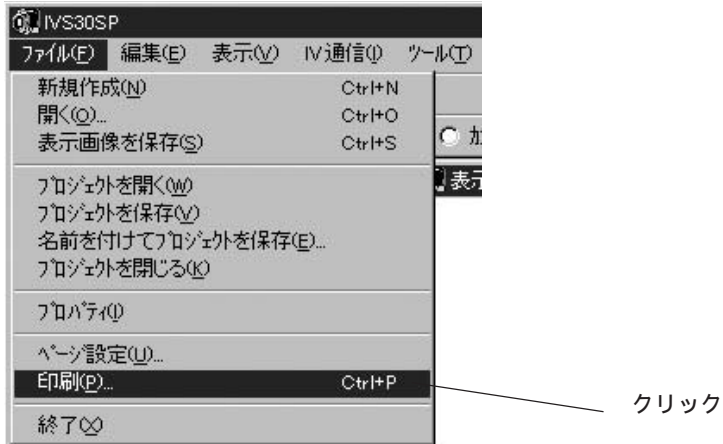 IVS30SP
ﾌｧｲﾙ(F) 編集(E) 表示(V) IV通信(I) ﾂｰﾙ(T)
新規作成(N) Ctrl+N
開く(O)... Ctrl+O
表示画像を保存(S) Ctrl+S
ﾌﾟﾛｼﾞｪｸﾄを開く(W)
ﾌﾟﾛｼﾞｪｸﾄを保存(V)
名前を付けてﾌﾟﾛｼﾞｪｸﾄを保存(E)...
ﾌﾟﾛｼﾞｪｸﾄを閉じる(K)
ﾌﾟﾛﾊﾟﾃｨ(I)
ﾍﾟｰｼﾞ設定(U)...
印刷(P)... Ctrl+P
終了(X)
表示
クリック